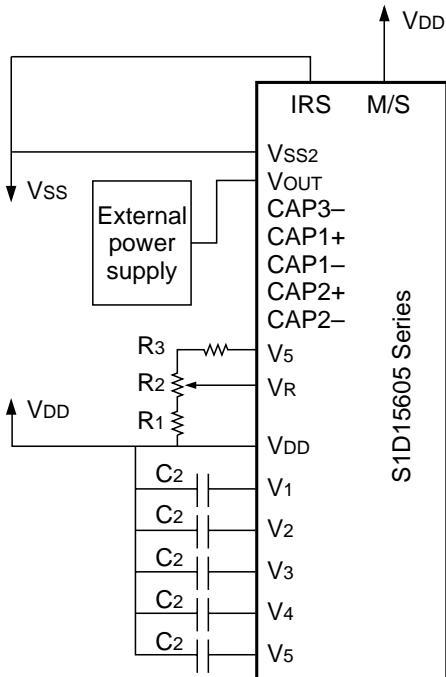 VDD
IRS M/S
VSS2
VSS
VOUT
External
power
supply
CAP3–
CAP1+
CAP1–
CAP2+
CAP2–
R3
V5
R2
VR
VDD
R1
VDD
C2
V1
C2
V2
C2
V3
C2
V4
C2
V5
S1D15605 Series